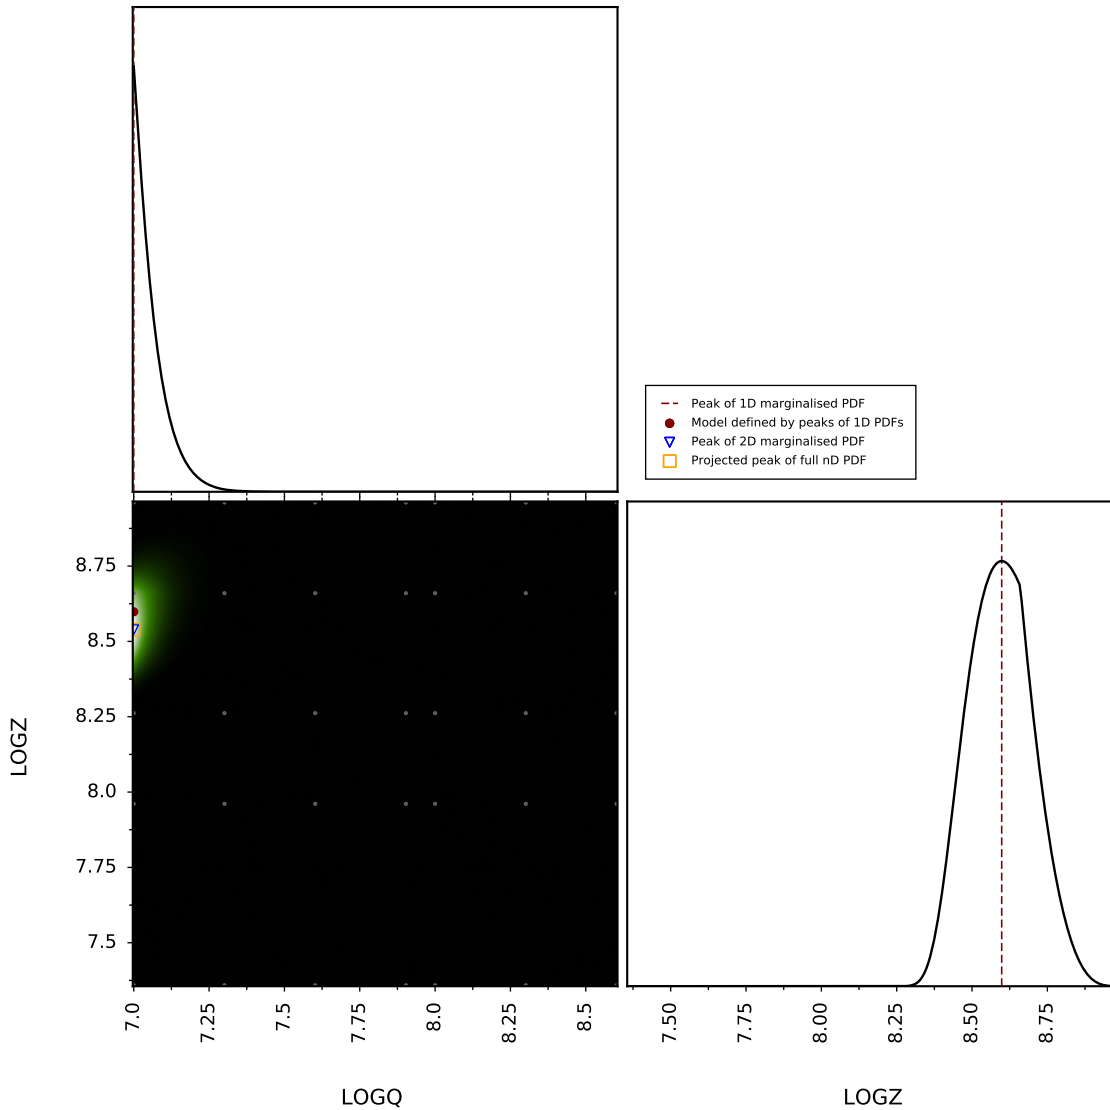 Peak of 1D marginalised PDF
Model defined by peaks of 1D PDFs
Peak of 2D marginalised PDF
Projected peak of full nD PDF
8.75
8.5
8.25
8.0
7.75
7.5
LOGZ
7.0 7.25 7.5 7.75 8.0 8.25 8.5
7.50 7.75 8.00 8.25 8.50 8.75
LOGQ
LOGZ